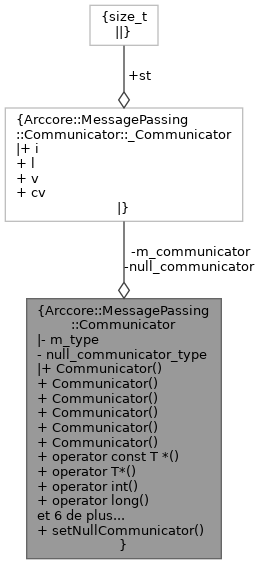 {size_t
||}
+st
{Arccore::MessagePassing
::Communicator::_Communicator
|+ i
+ l
+ v
+ cv
|}
-m_communicator
-null_communicator
{Arccore::MessagePassing
::Communicator
|- m_type
- null_communicator_type
|+ Communicator()
+ Communicator()
+ Communicator()
+ Communicator()
+ Communicator()
+ Communicator()
+ operator const T *()
+ operator T*()
+ operator int()
+ operator long()
et 6 de plus...
+ setNullCommunicator()
}